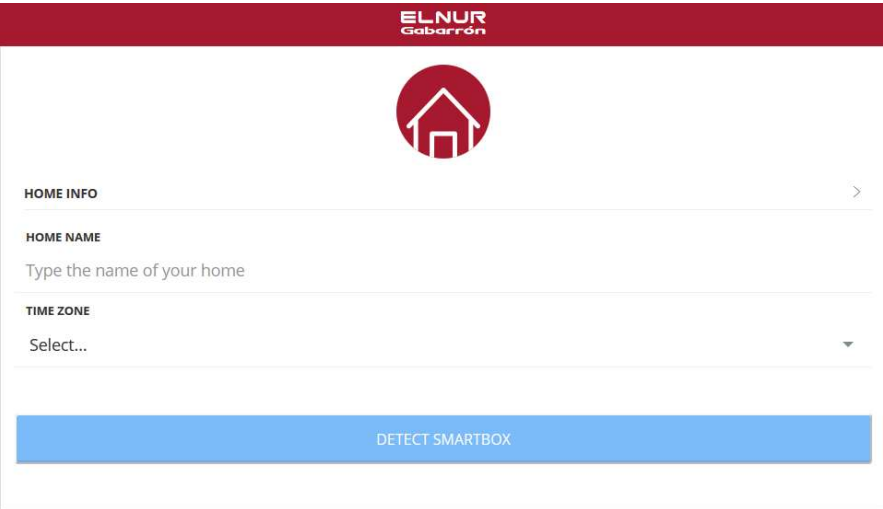 ELNUR
Gabarrón
HOME INFO
HOME NAME
Type the name of your home
TIME ZONE
Select...
DETECT SMARTBOX